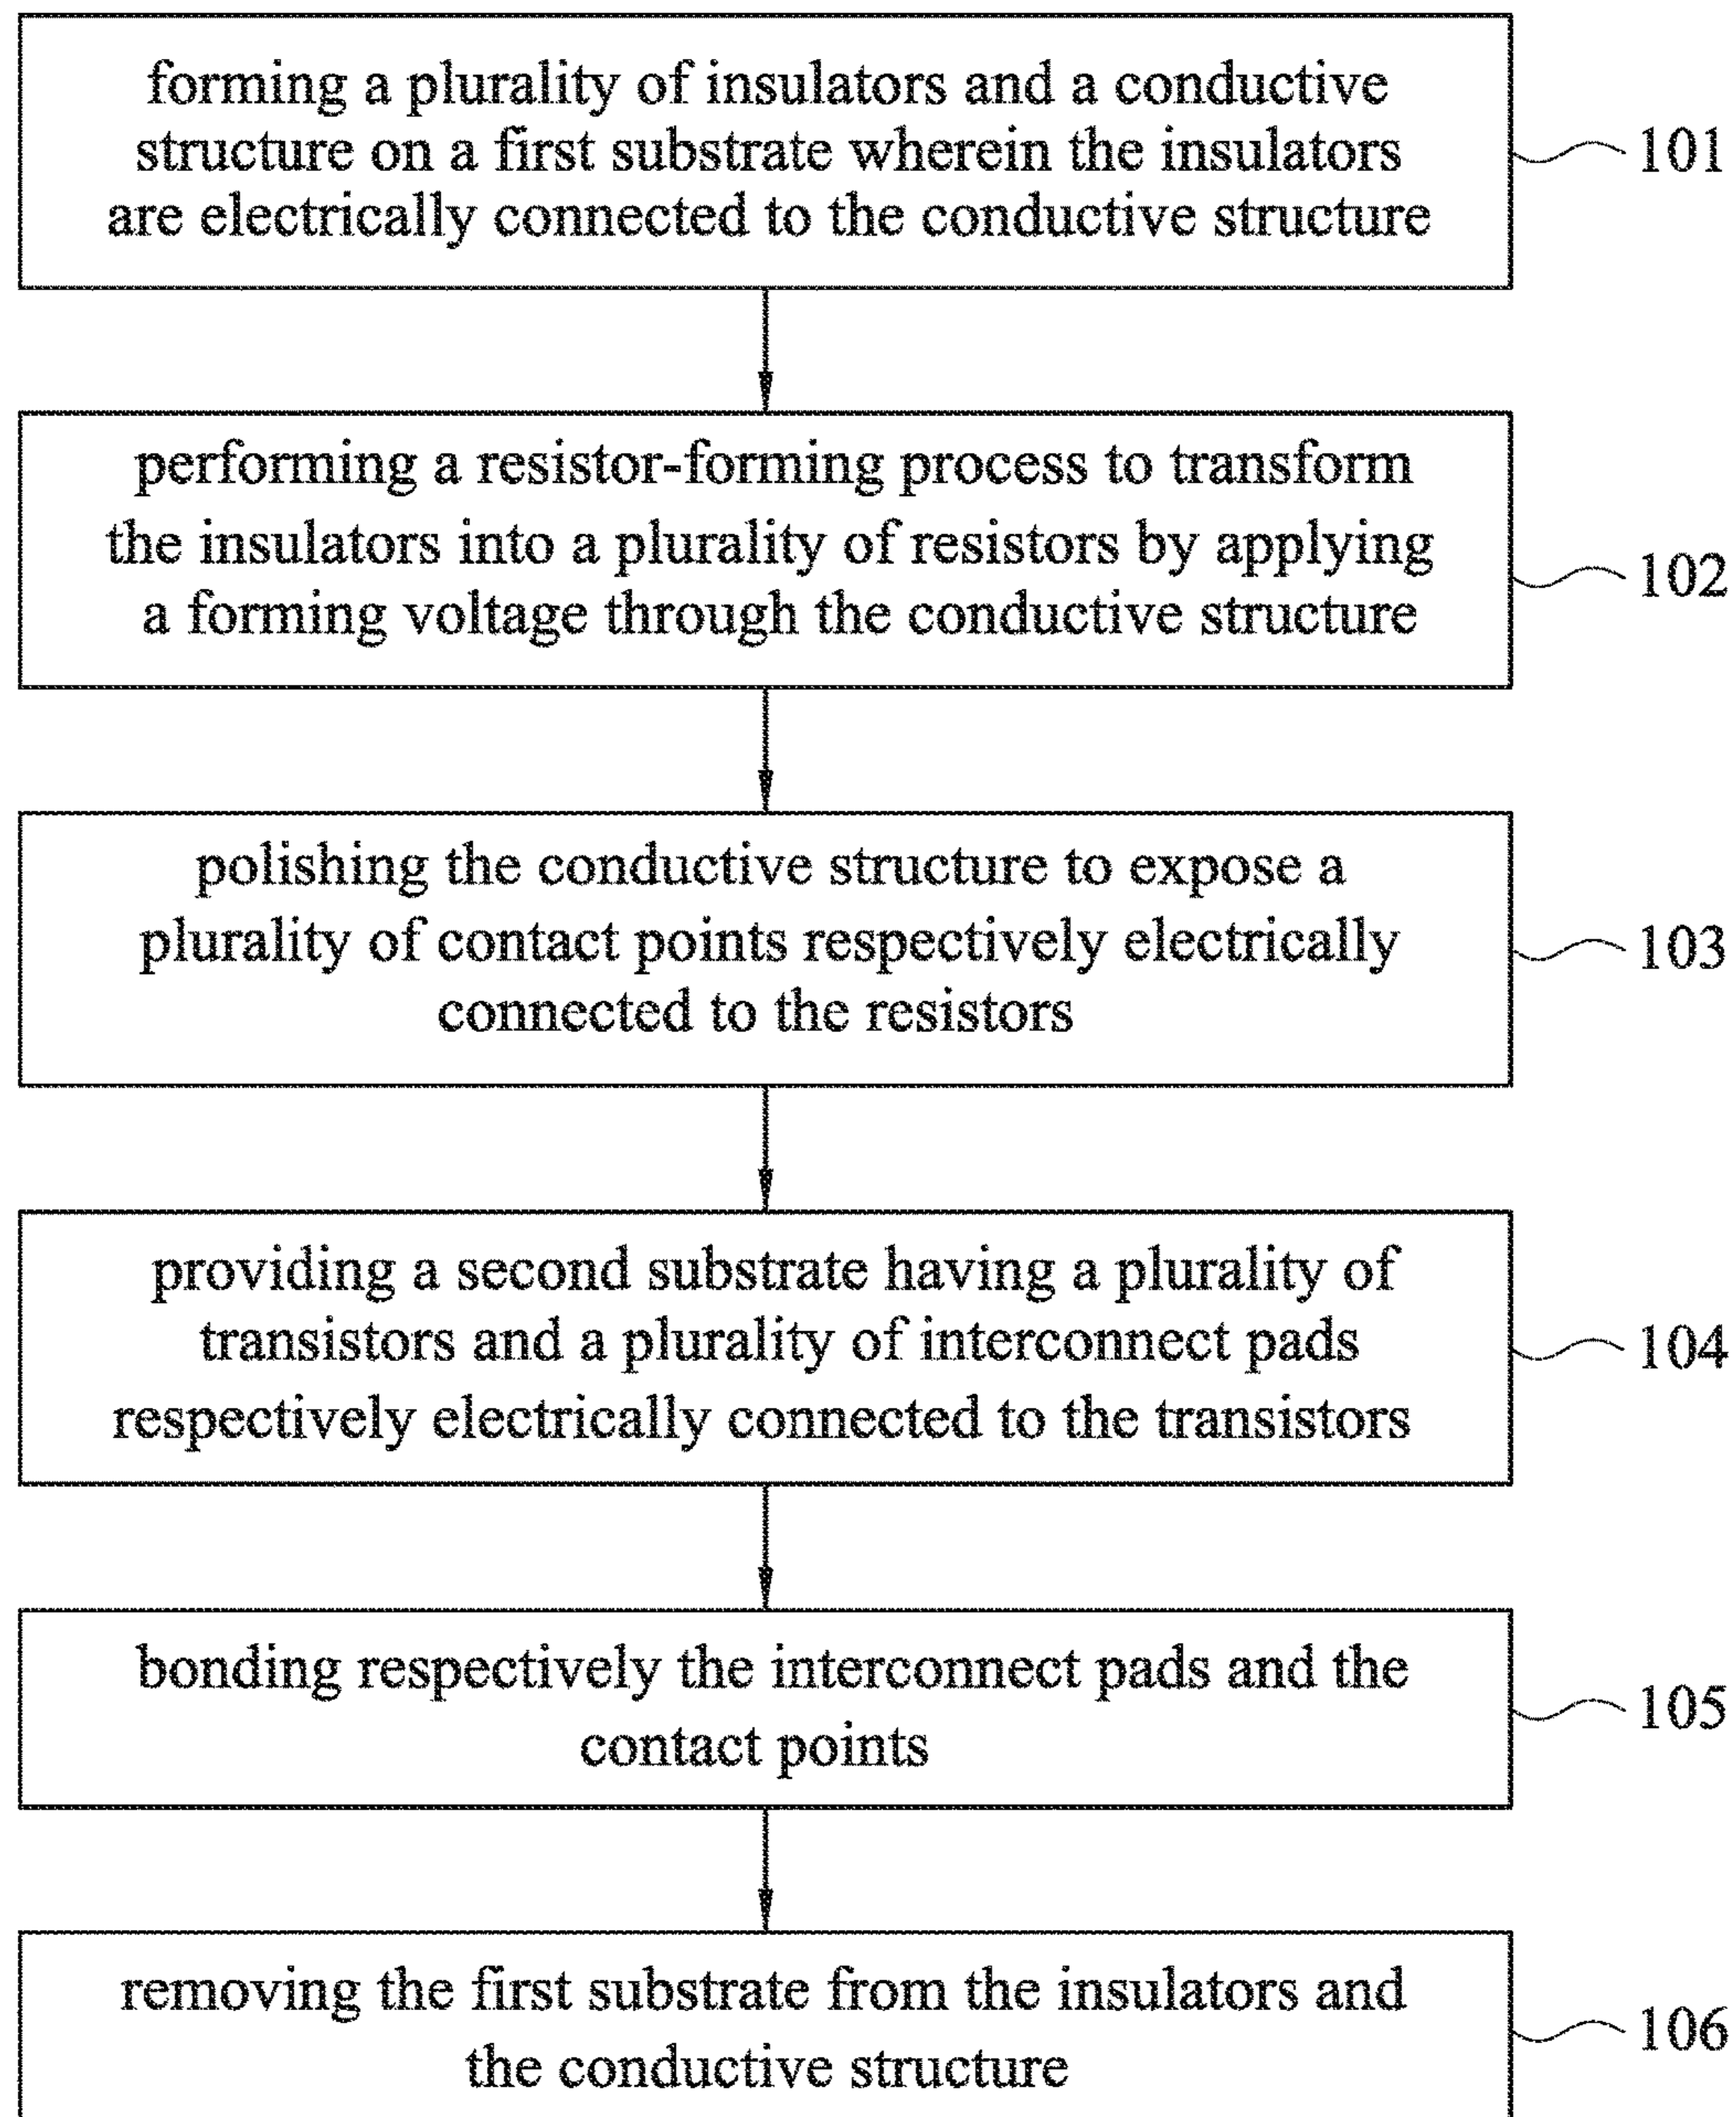 forming a plurality of insulators and a conductive
structure on a first substrate wherein the insulators
are electrically connected to the conductive structure
101
performing a resistor-forming process to transform
the insulators into a plurality of resistors by applying
a forming voltage through the conductive structure
102
polishing the conductive structure to expose a
plurality of contact points respectively electrically
connected to the resistors
103
providing a second substrate having a plurality of
transistors and a plurality of interconnect pads
respectively electrically connected to the transistors
104
bonding respectively the interconnect pads and the
contact points
105
removing the first substrate from the insulators and
the conductive structure
106